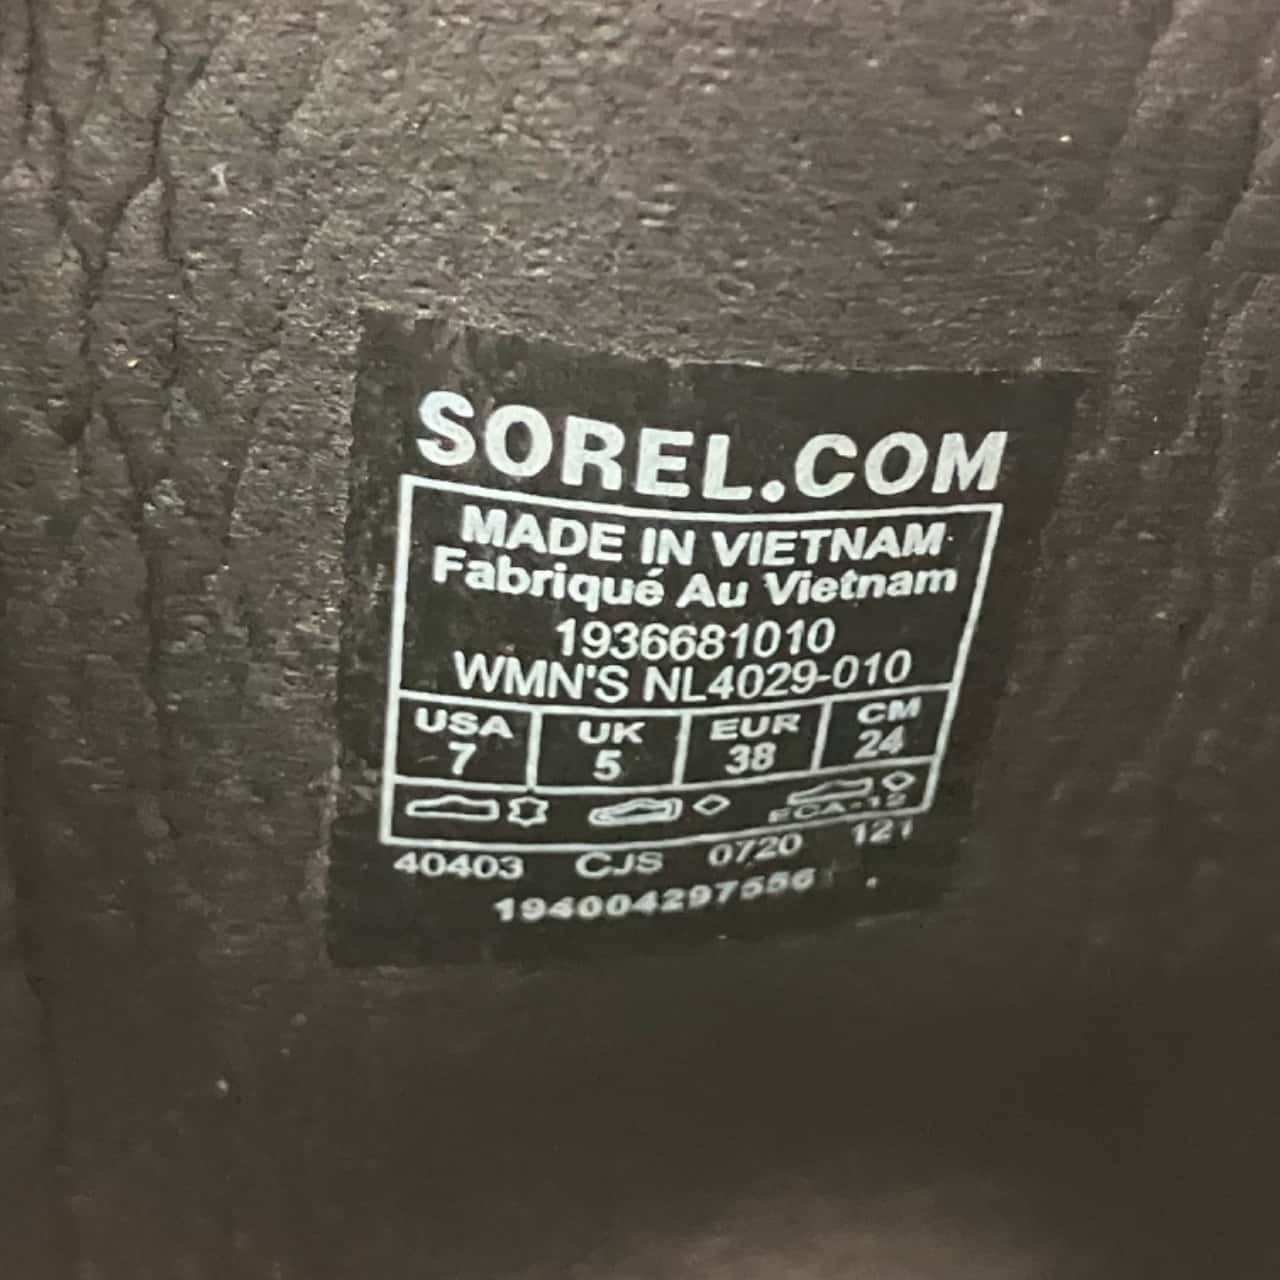 SOREL.COM
MADE IN VIETNAM
Fabriqué Au Vietnam
1936681010
WMN'S NL4029-010
USA UK EUR CM
7 5 38 24
ECA-12
40403 CJS 0720 121
194004297556